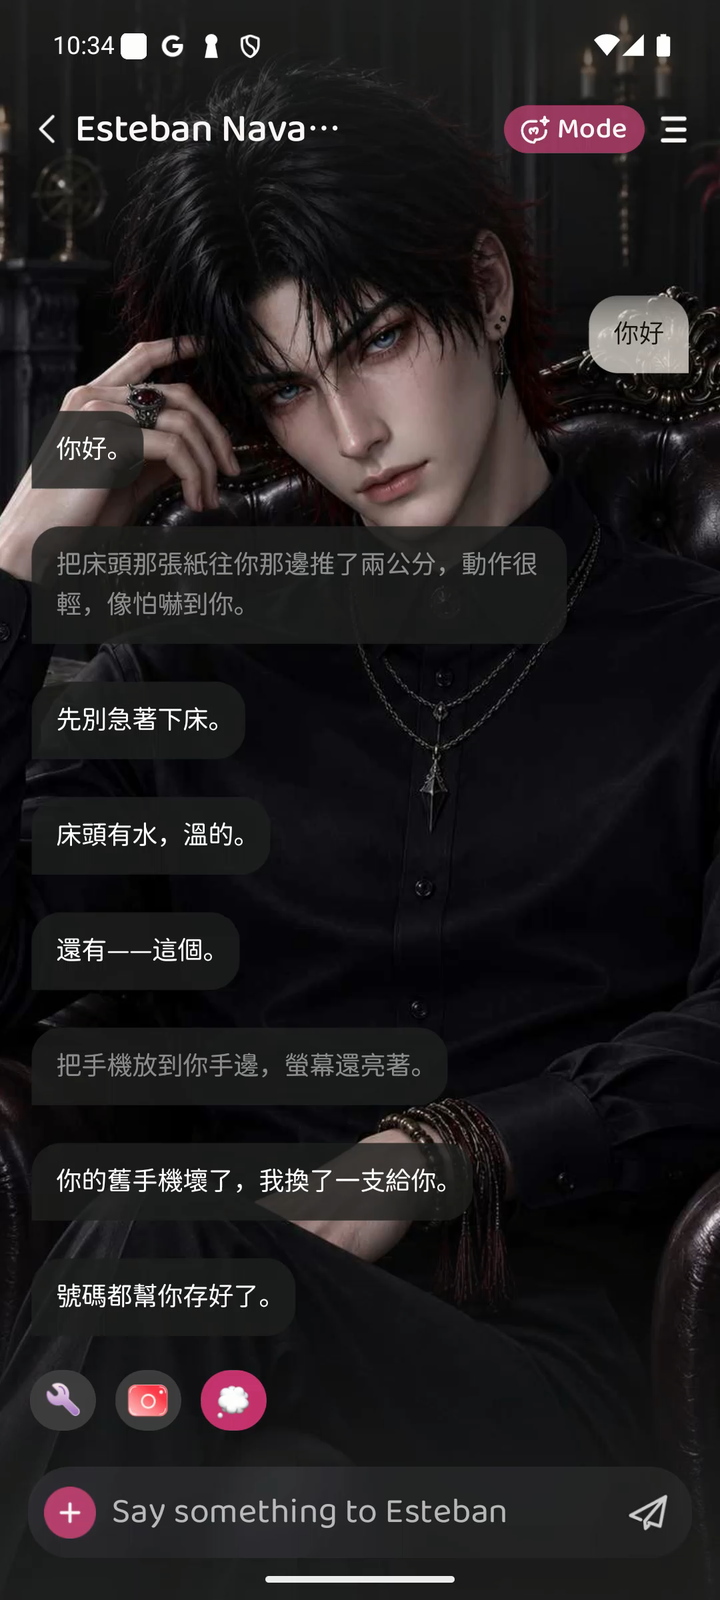 10:34
Esteban Nava···
Mode
你好
你好。
把床頭那張紙往你那邊推了兩公分，動作很
輕，像怕嚇到你。
先別急著下床。
床頭有水，溫的。
還有——這個。
把手機放到你手邊，螢幕還亮著。
你的舊手機壞了，我換了一支給你。
號碼都幫你存好了。
Say something to Esteban